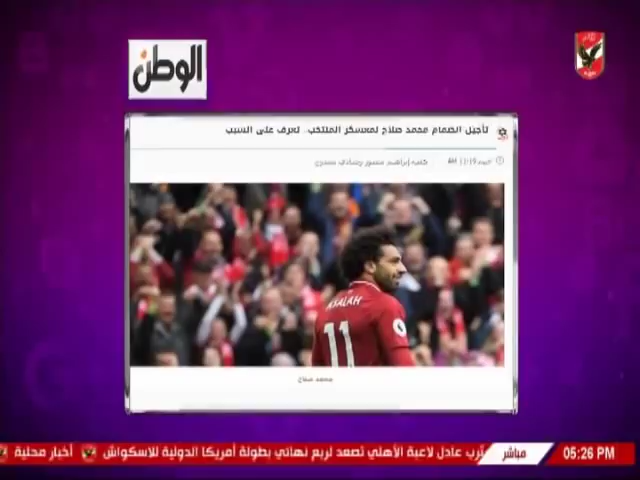 الوطن
تأجيل انضمام محمد صلاح لمعسكر المنتخب.. تعرف على السبب
M.SALAH
11
محمد صلاح
05:26 PM
مباشر
عادل لاعبة الأهلي تصعد لربع نهائي بطولة أمريكا الدولية للاسكواش
أخبار محلية